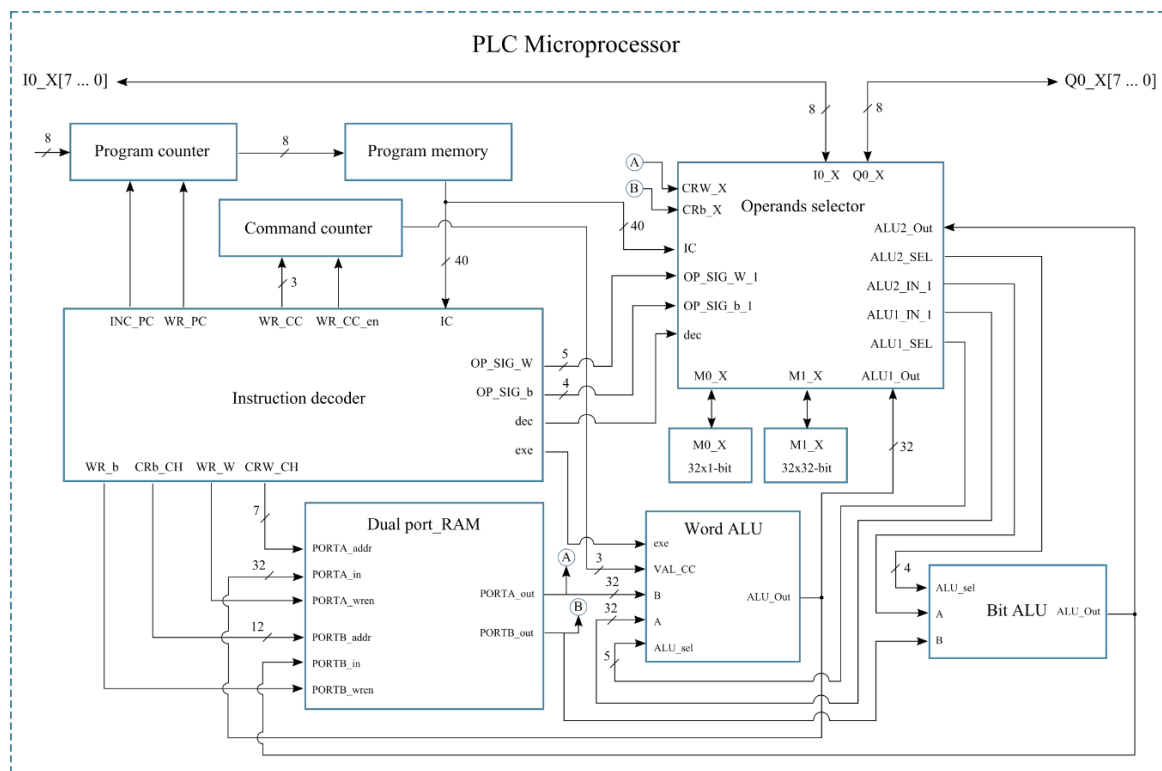 PLC Microprocessor
I0_X[7 ... 0]
Q0_X[7 ... 0]
8
8
8
Program counter
8
Program memory
A
B
I0_X Q0_X
CRW_X
CRb_X
Operands selector
Command counter
40
ALU2_Out
IC
ALU2_SEL
40
3
OP_SIG_W_1
ALU2_IN_1
OP_SIG_b_1
ALU1_IN_1
dec
ALU1_SEL
M0_X M1_X ALU1_Out
INC_PC WR_PC WR_CC WR_CC_en IC
OP_SIG_W
5
OP_SIG_b
4
Instruction decoder
dec
exe
WR_b CRb_CH WR_W CRW_CH
M0_X
32x1-bit
M1_X
32x32-bit
32
7
Dual port_RAM
PORTA_addr
32
PORTA_in
PORTA_wren
12
PORTB_addr
PORTB_in
PORTB_wren
PORTA_out
PORTB_out
A
B
32
3
32
5
Word ALU
exe
VAL_CC
B
A
ALU_sel
ALU_Out
4
ALU_sel
A
B
Bit ALU
ALU_Out